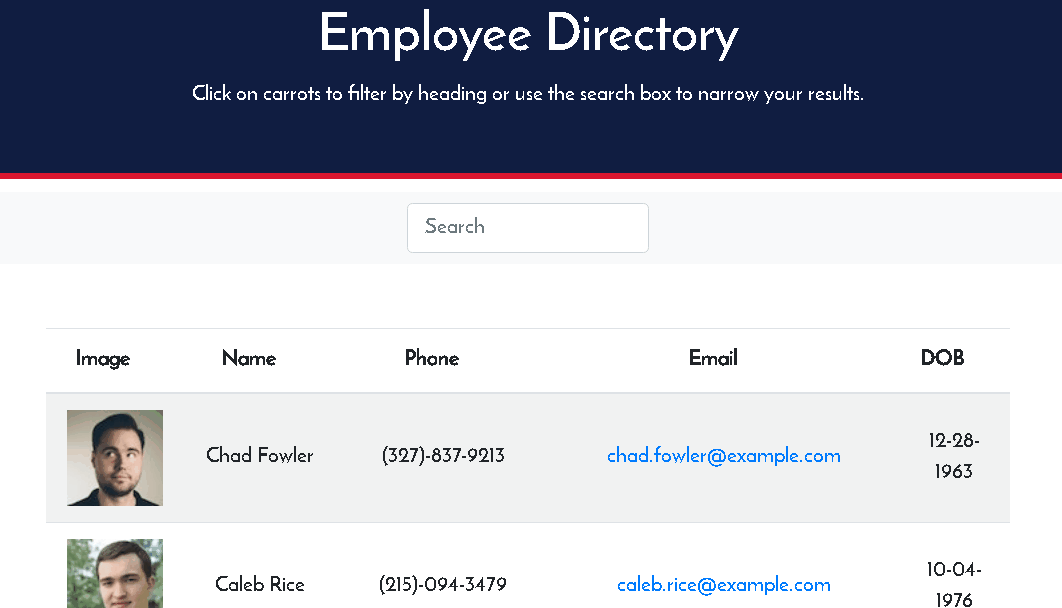 Employee Directory
Click on carrots to filter by heading or use the search box to narrow your results.
Search
Image Name Phone Email DOB
Chad Fowler (327)-837-9213 chad.fowler@example.com 12-28-
1963
Caleb Rice (215)-094-3479 caleb.rice@example.com 10-04-
1976